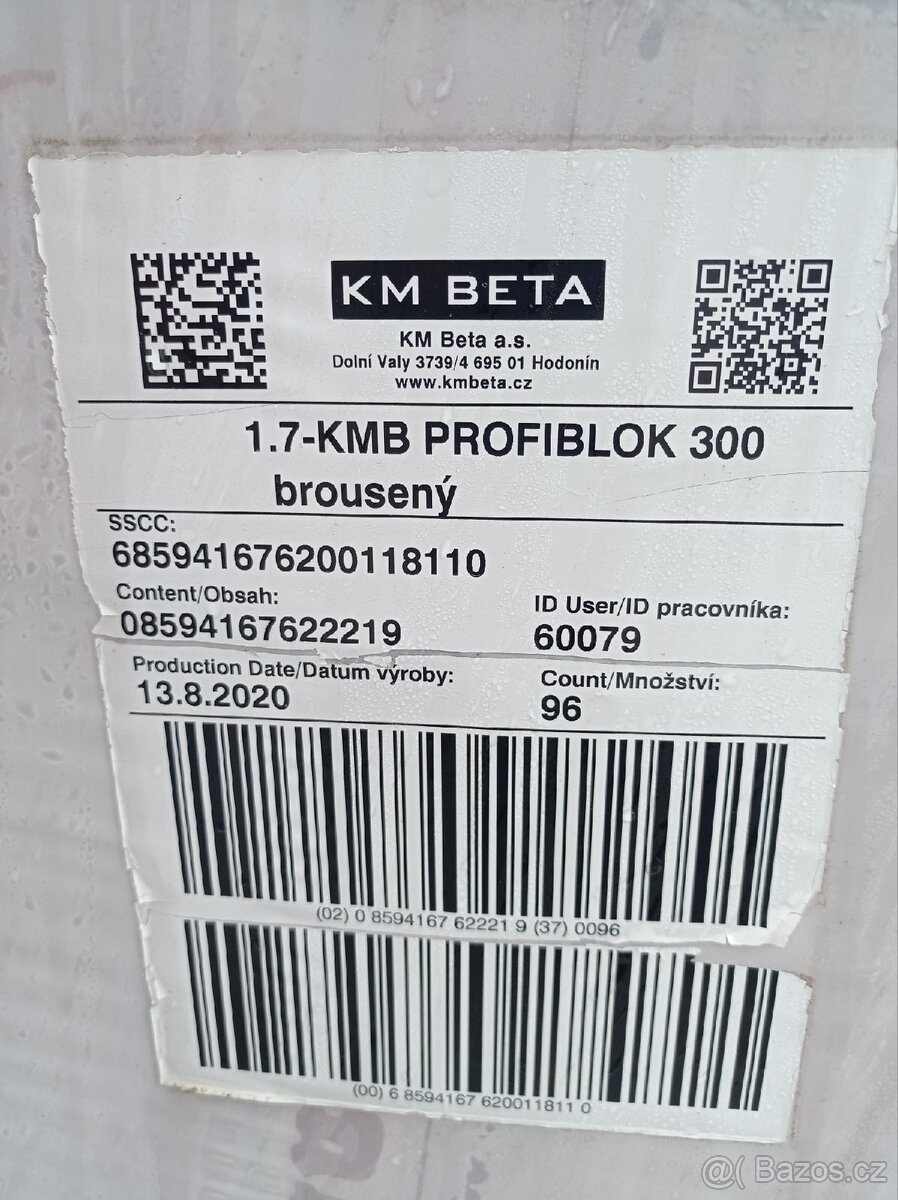 KM BETA
KM Beta a.s.
Dolní Valy 3739/4 695 01 Hodonín
www.kmbeta.cz
1.7-KMB PROFIBLOK 300
brousený
SSCC:
685941676200118110
Content/Obsah:
08594167622219
ID User/ID pracovníka:
60079
Production Date/Datum výroby:
13.8.2020
Count/Množství:
96
(02) 0 8594167 62221 9 (37) 0096
(00) 6 8594167 620011811 0
@( Bazos.cz